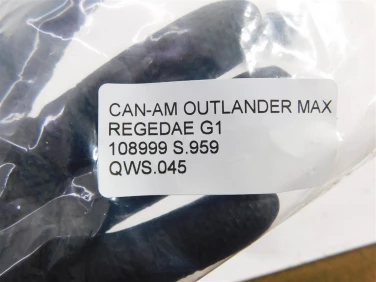 CAN-AM OUTLANDER MAX
REGEDAE G1
108999 S.959
QWS.045